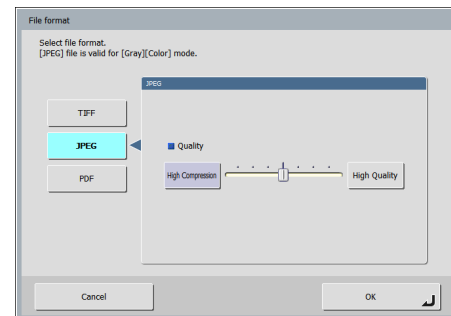 File format
Select file format.
[JPEG] file is valid for [Gray][Color] mode.
JPEG
TIFF
JPEG
PDF
Quality
High Compression
High Quality
Cancel
OK